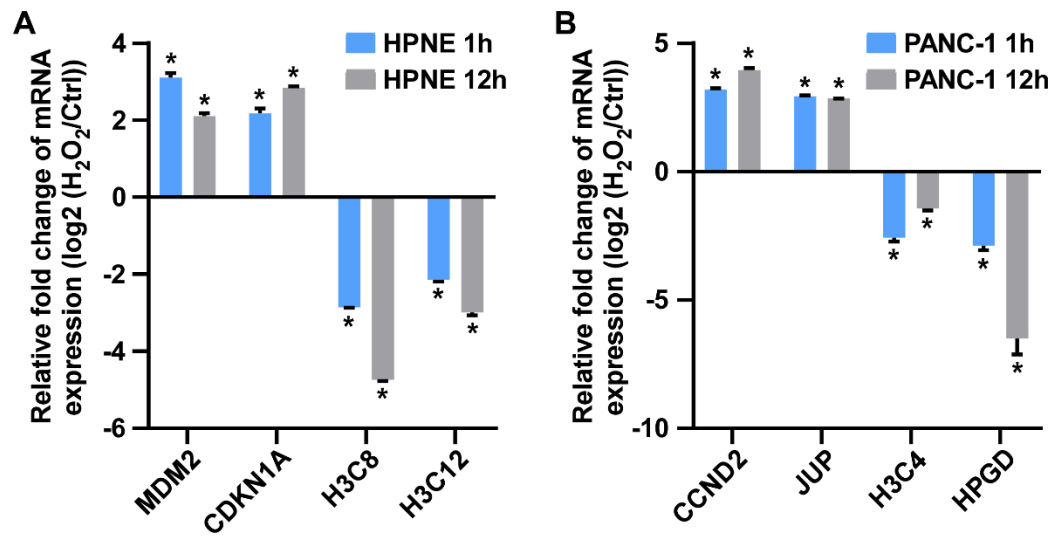 A
Relative fold change of mRNA
expression (log2 (H2O2/Ctrl))
4
2
0
-2
-4
-6
HPNE 1h
HPNE 12h
* * * * * * * *
MDM2
CDKN1A
H3C8
H3C12
B
Relative fold change of mRNA
expression (log2 (H2O2/Ctrl))
5
0
-5
-10
PANC-1 1h
PANC-1 12h
* * * * * * * *
CCND2
JUP
H3C4
HPGD